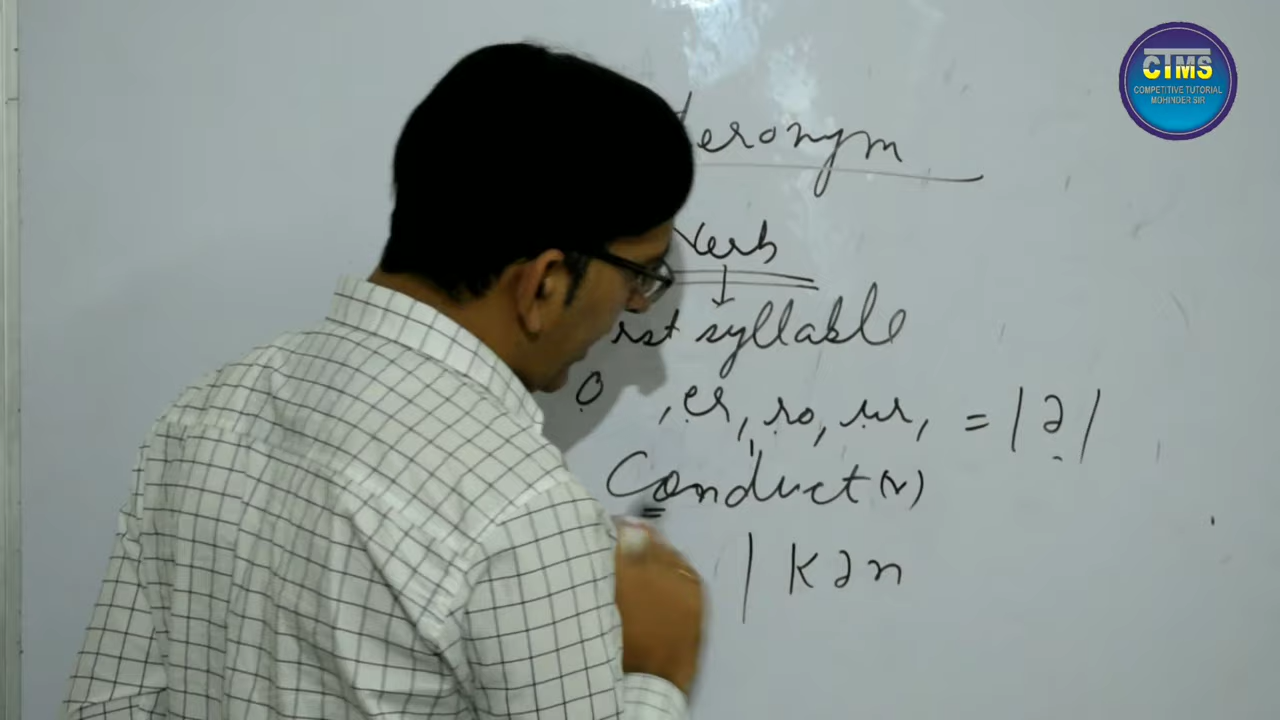 CTMS
COMPETITIVE TUTORIAL
MOHINDER SIR
teronym
Verb
rst syllable
o , er, ro, ur, = /ə/
Conduct (v)
/kən